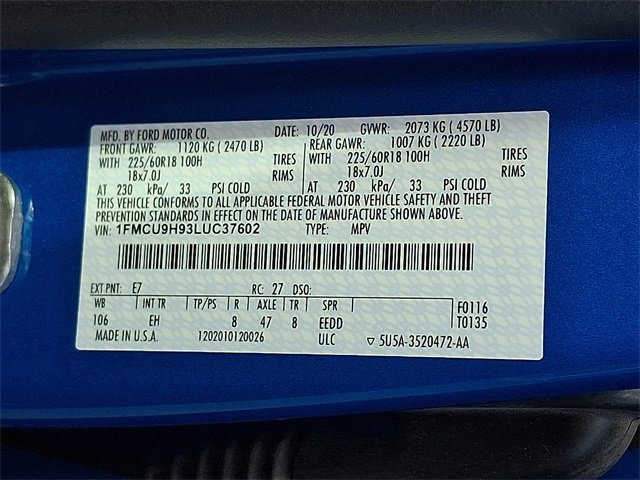 MFD. BY FORD MOTOR CO. DATE: 10/20 GVWR: 2073 KG ( 4570 LB)
FRONT GAWR: 1120 KG ( 2470 LB) REAR GAWR: 1007 KG ( 2220 LB)
WITH 225/60R18 100H TIRES WITH 225/60R18 100H TIRES
18x7.0J RIMS 18x7.0J RIMS
AT 230 kPa/ 33 PSI COLD AT 230 kPa/ 33 PSI COLD
THIS VEHICLE CONFORMS TO ALL APPLICABLE FEDERAL MOTOR VEHICLE SAFETY AND THEFT
PREVENTION STANDARDS IN EFFECT ON THE DATE OF MANUFACTURE SHOWN ABOVE.
VIN: 1FMCU9H93LUC37602 TYPE: MPV
EXT PNT: E7 RC: 27 DSO:
WB INT TR TP/PS R AXLE TR SPR F0116
106 EH 8 47 8 EEDD T0135
MADE IN U.S.A. 1202010120026 ULC ▽ 5U5A-3520472-AA